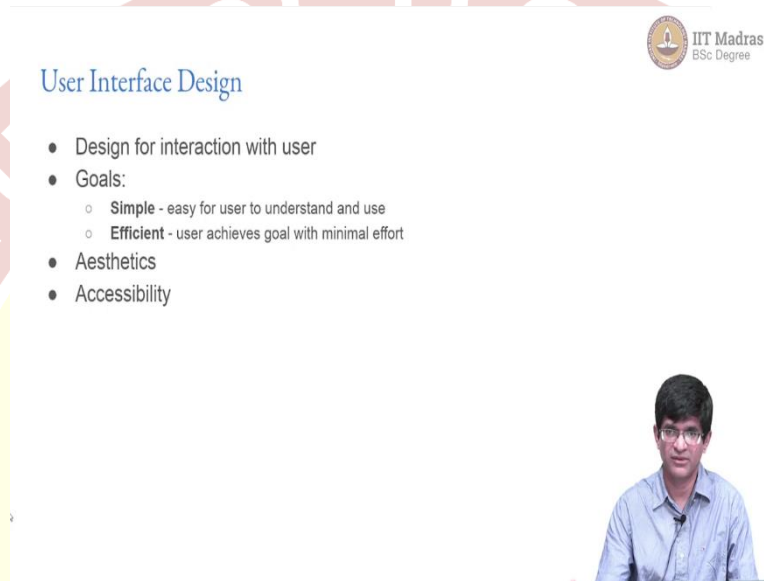 IIT Madras
BSc Degree
User Interface Design
● Design for interaction with user
● Goals:
○ Simple - easy for user to understand and use
○ Efficient - user achieves goal with minimal effort
● Aesthetics
● Accessibility